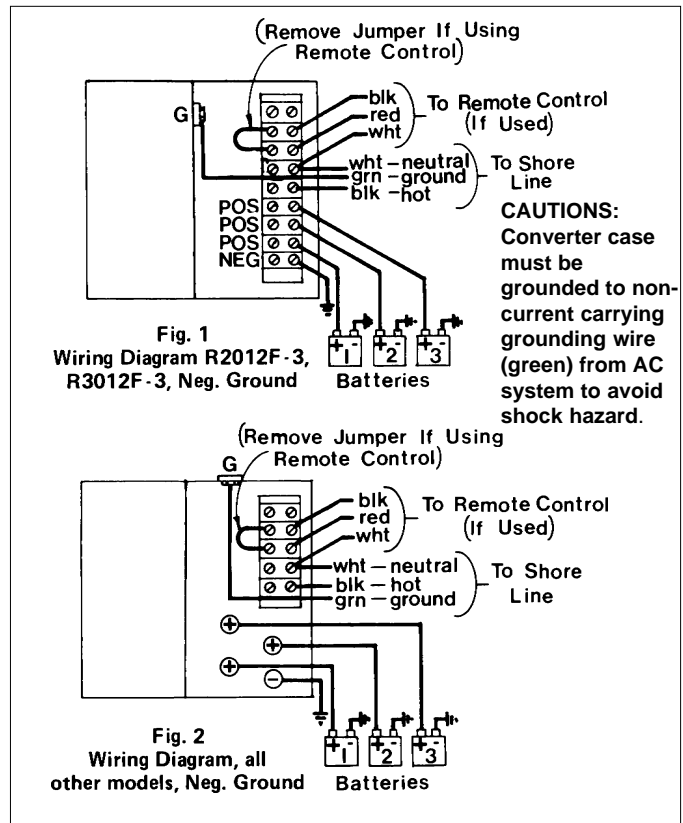 (Remove Jumper If Using
Remote Control)
G
blk
red
wht
To Remote Control
(If Used)
wht – neutral
grn – ground
blk – hot
To Shore
Line
POS
POS
POS
NEG
CAUTIONS:
Converter case
must be
grounded to non-
current carrying
grounding wire
(green) from AC
system to avoid
shock hazard.
+ - + - + -
1 2 3
Batteries
Fig. 1
Wiring Diagram R2012F-3,
R3012F-3, Neg. Ground
(Remove Jumper If Using
Remote Control)
G
blk
red
wht
To Remote Control
(If Used)
wht – neutral
blk – hot
grn – ground
To Shore
Line
+
+
+
–
+ - + - + -
1 2 3
Batteries
Fig. 2
Wiring Diagram, all
other models, Neg. Ground